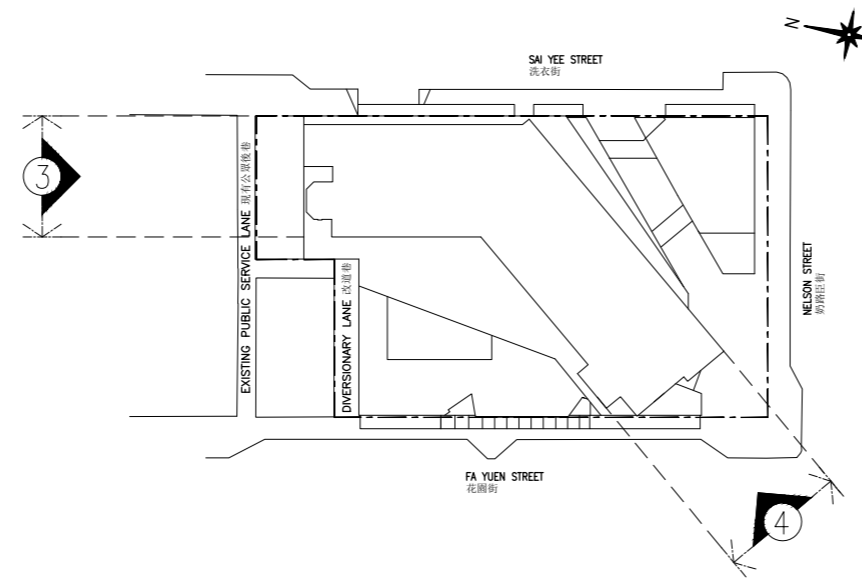 N
SAI YEE STREET
洗衣街
3
EXISTING PUBLIC SERVICE LANE 現有公眾後巷
DIVERSIONARY LANE 改道巷
NELSON STREET
奶路臣街
FA YUEN STREET
花園街
4